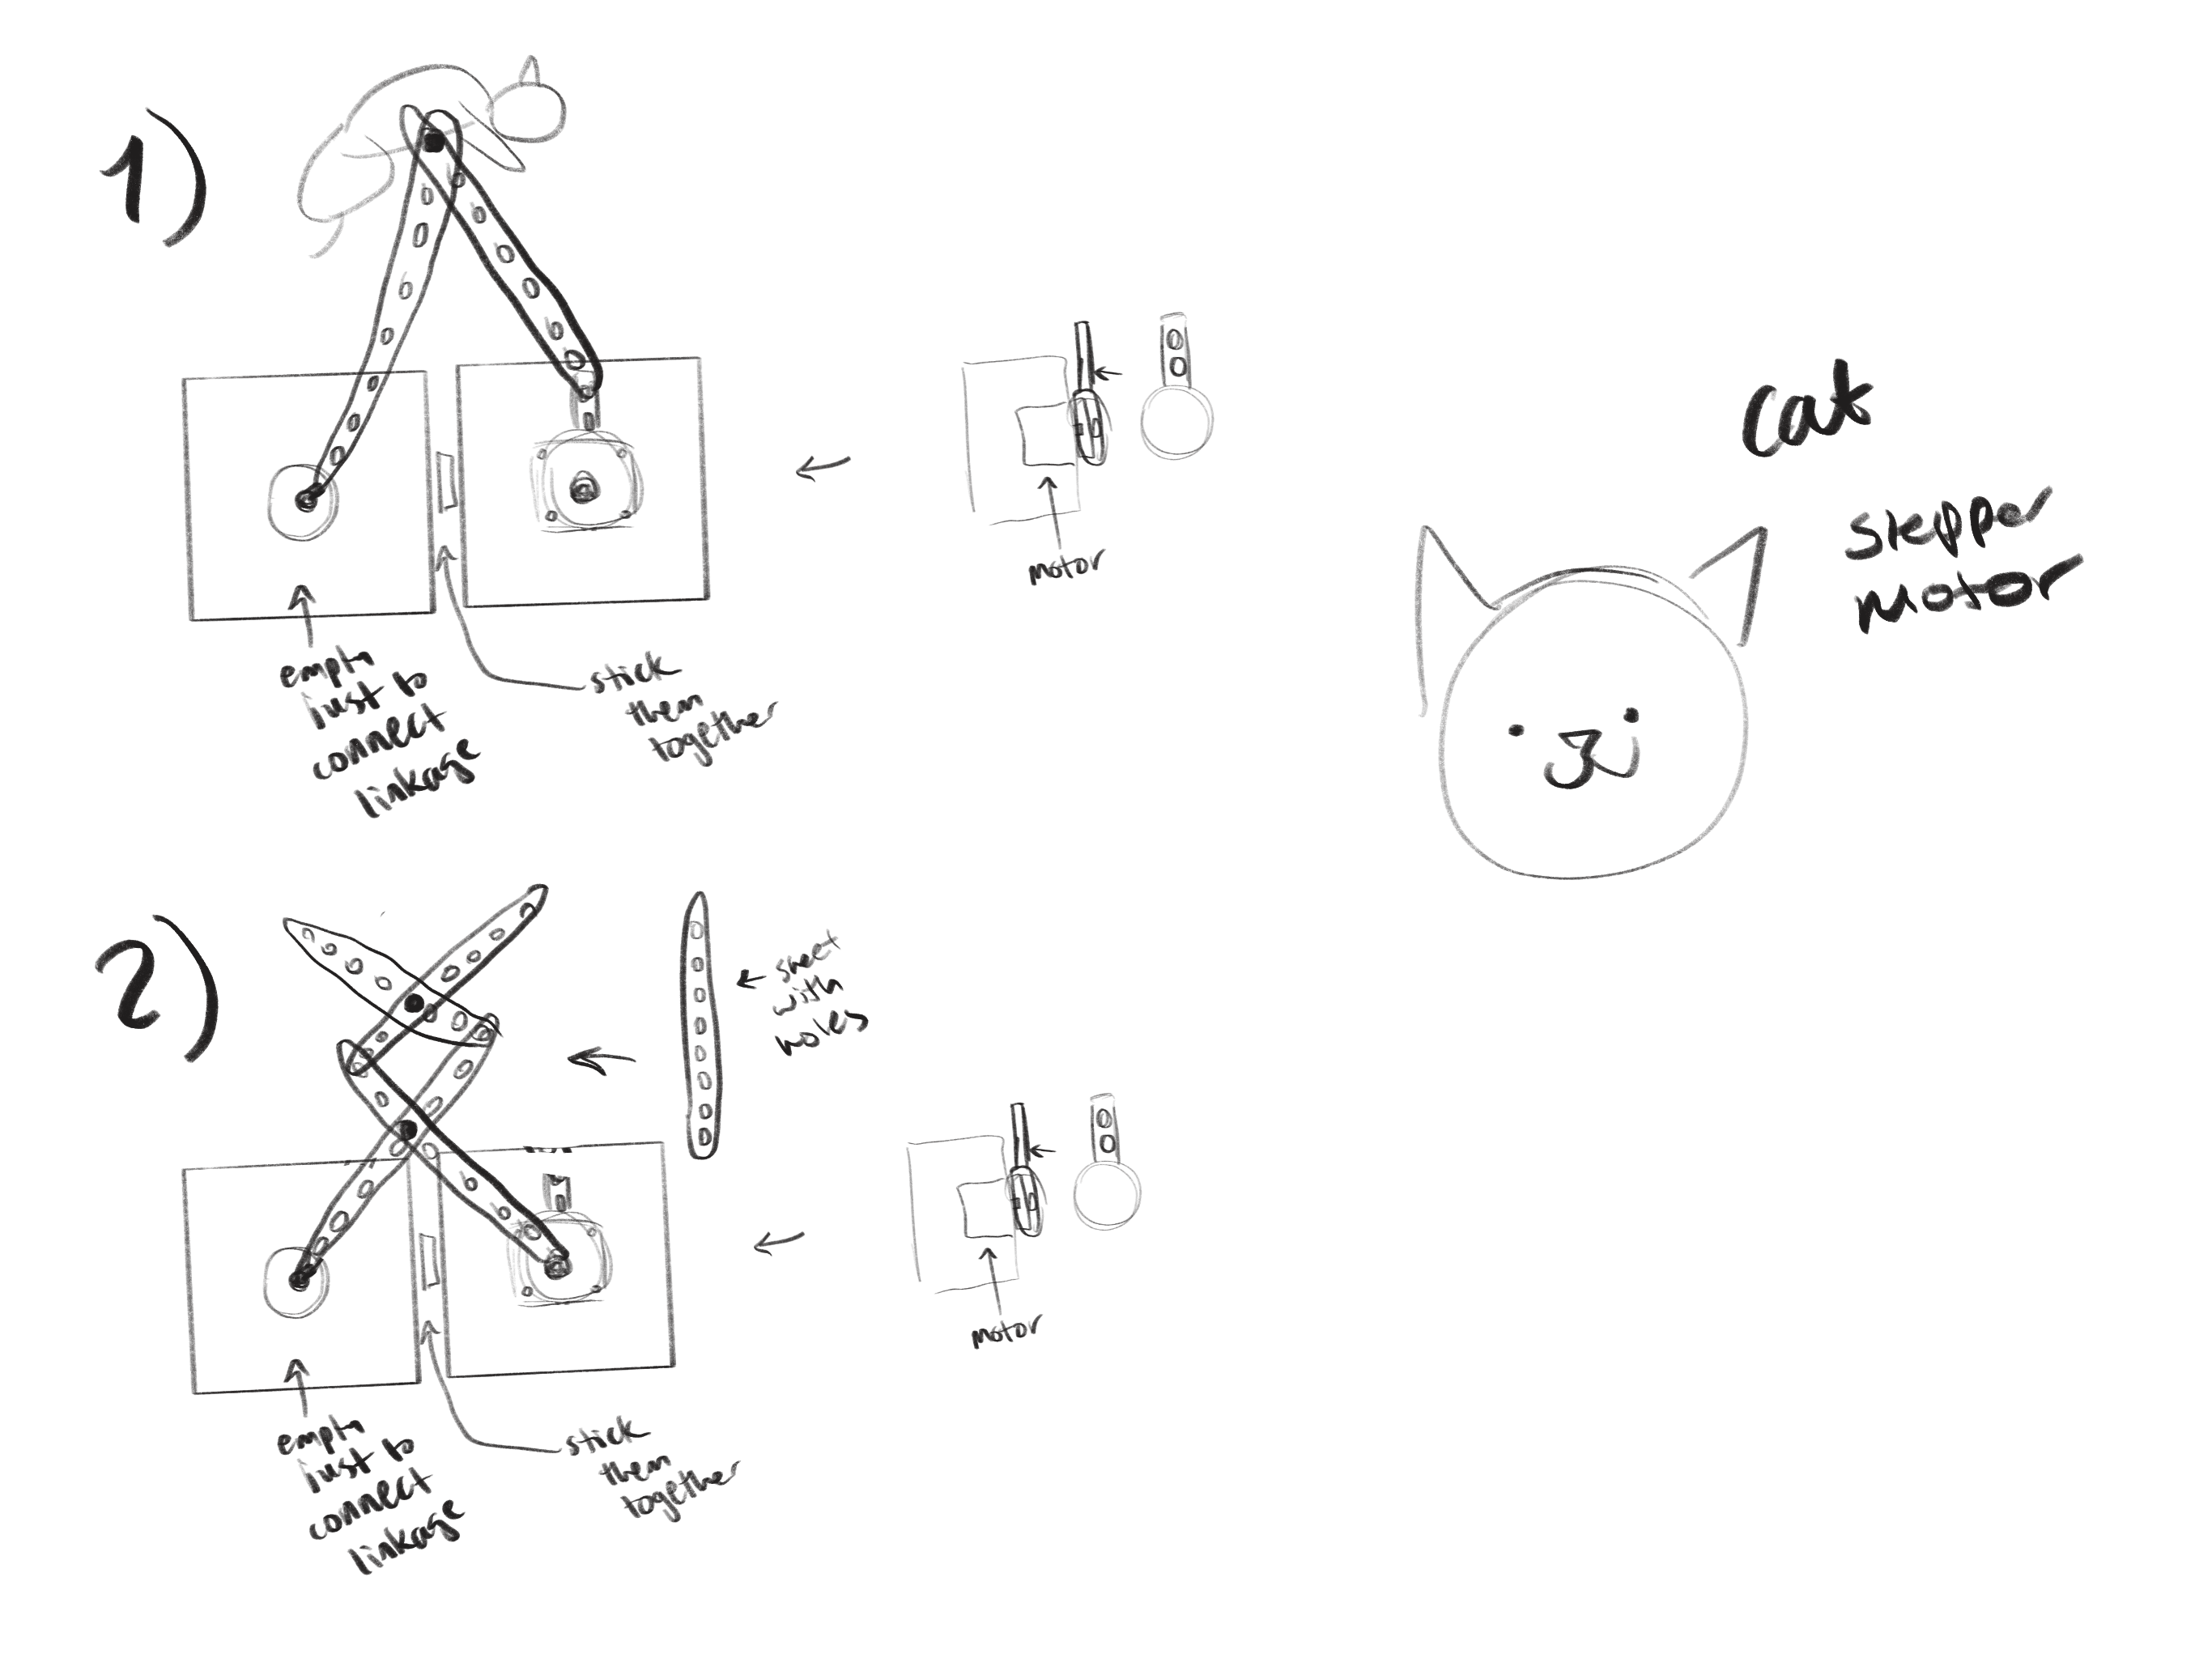 1)
empty
just to
connect
linkage
stick
them
together
motor
cat
stepper
motor
2)
sheet
with
holes
motor
empty
just to
connect
linkage
stick
them
together